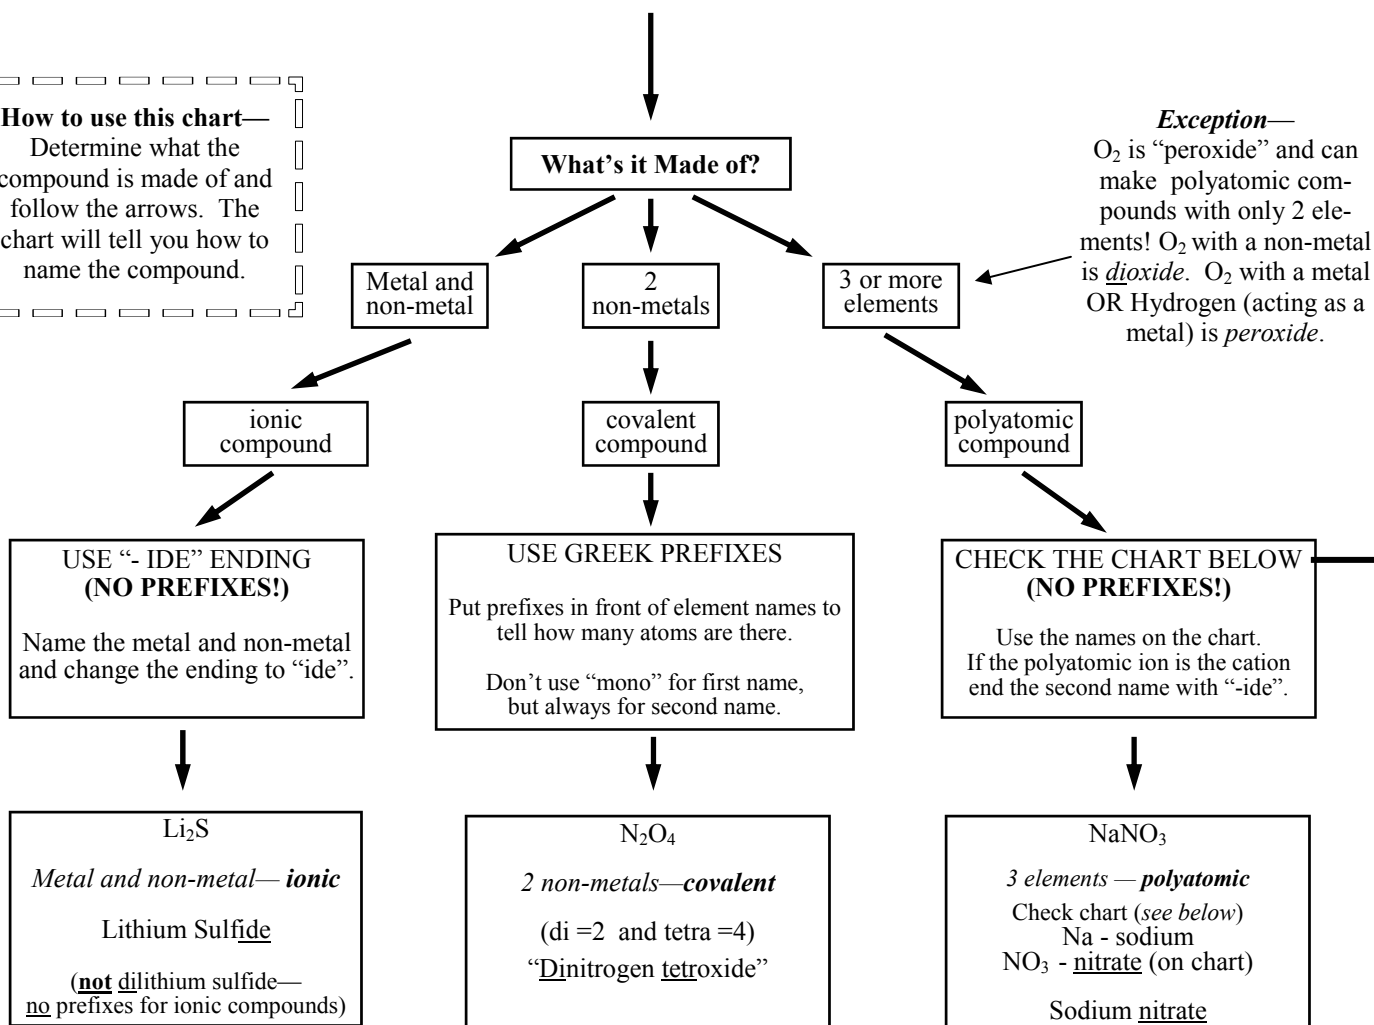 How to use this chart—
Determine what the
compound is made of and
follow the arrows.  The
chart will tell you how to
name the compound.
What's it Made of?
Exception—
O₂ is “peroxide” and can
make  polyatomic com-
pounds with only 2 ele-
ments! O₂ with a non-metal
is dioxide.  O₂ with a metal
OR Hydrogen (acting as a
metal) is peroxide.
Metal and
non-metal
2
non-metals
3 or more
elements
ionic
compound
covalent
compound
polyatomic
compound
USE “- IDE” ENDING
(NO PREFIXES!)
Name the metal and non-metal
and change the ending to “ide”.
USE GREEK PREFIXES
Put prefixes in front of element names to
tell how many atoms are there.
Don’t use “mono” for first name,
but always for second name.
CHECK THE CHART BELOW
(NO PREFIXES!)
Use the names on the chart.
If the polyatomic ion is the cation
end the second name with “-ide”.
Li₂S
Metal and non-metal— ionic
Lithium Sulfide
(not dilithium sulfide—
no prefixes for ionic compounds)
N₂O₄
2 non-metals—covalent
(di =2  and tetra =4)
“Dinitrogen tetroxide”
NaNO₃
3 elements — polyatomic
Check chart (see below)
Na - sodium
NO₃ - nitrate (on chart)
Sodium nitrate